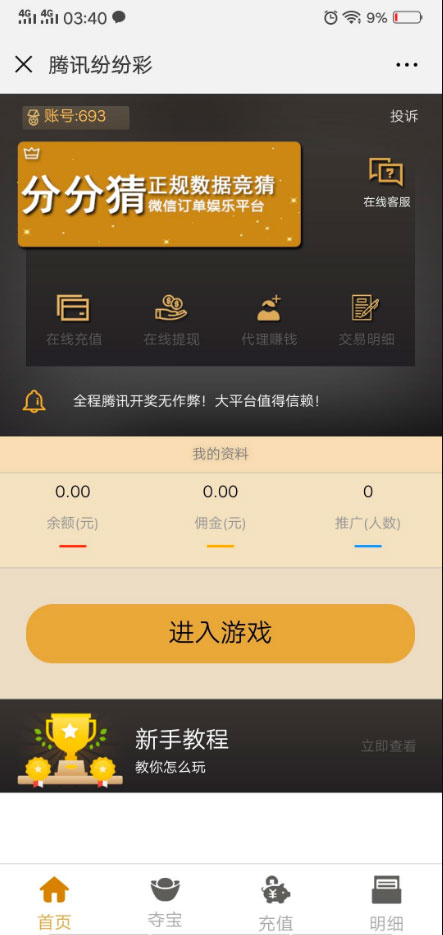 4G 4G 03:40 9%
腾讯纷纷彩
账号:693 投诉
分分猜 正规数据竞猜
微信订单娱乐平台
在线客服
在线充值 在线提现 代理赚钱 交易明细
全程腾讯开奖无作弊！大平台值得信赖！
我的资料
0.00 0.00 0
余额(元) 佣金(元) 推广(人数)
进入游戏
新手教程
立即查看
教你怎么玩
首页 夺宝 充值 明细